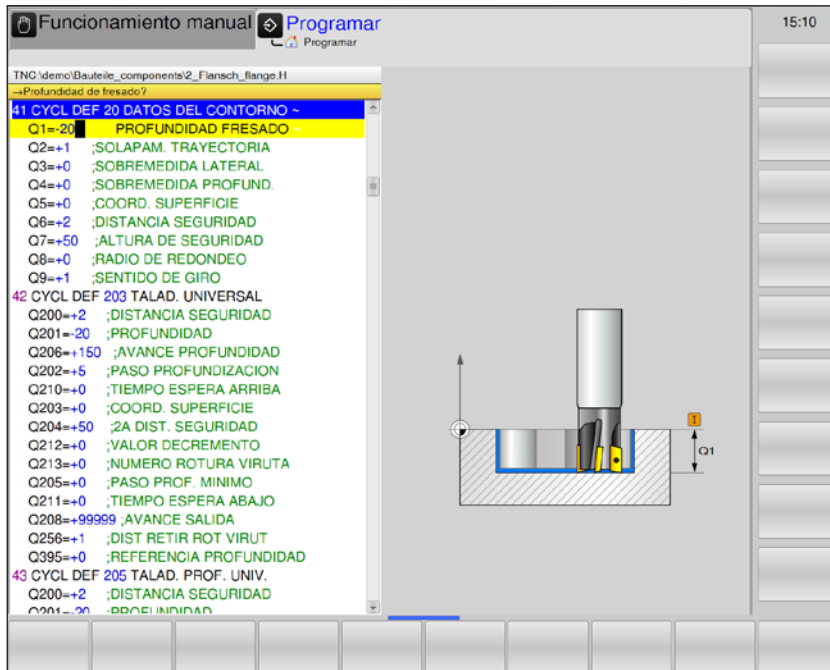 Funcionamiento manual
Programar
15:10
Programar
TNC:\demo\Bauteile_components\2_Flansch_flange.H
→Profundidad de fresado?
41 CYCL DEF 20 DATOS DEL CONTORNO ~
Q1=-20 PROFUNDIDAD FRESADO ~
Q2=+1 ;SOLAPAM. TRAYECTORIA
Q3=+0 ;SOBREMEDIDA LATERAL
Q4=+0 ;SOBREMEDIDA PROFUND.
Q5=+0 ;COORD. SUPERFICIE
Q6=+2 ;DISTANCIA SEGURIDAD
Q7=+50 ;ALTURA DE SEGURIDAD
Q8=+0 ;RADIO DE REDONDEO
Q9=+1 ;SENTIDO DE GIRO
42 CYCL DEF 203 TALAD. UNIVERSAL
Q200=+2 ;DISTANCIA SEGURIDAD
Q201=-20 ;PROFUNDIDAD
Q206=+150 ;AVANCE PROFUNDIDAD
Q202=+5 ;PASO PROFUNDIZACION
Q210=+0 ;TIEMPO ESPERA ARRIBA
Q203=+0 ;COORD. SUPERFICIE
Q204=+50 ;2A DIST. SEGURIDAD
Q212=+0 ;VALOR DECREMENTO
Q213=+0 ;NUMERO ROTURA VIRUTA
Q205=+0 ;PASO PROF. MINIMO
Q211=+0 ;TIEMPO ESPERA ABAJO
Q208=+99999 ;AVANCE SALIDA
Q256=+1 ;DIST RETIR ROT VIRUT
Q395=+0 ;REFERENCIA PROFUNDIDAD
43 CYCL DEF 205 TALAD. PROF. UNIV.
Q200=+2 ;DISTANCIA SEGURIDAD
Q201=-20 ;PROFUNDIDAD
I
Q1